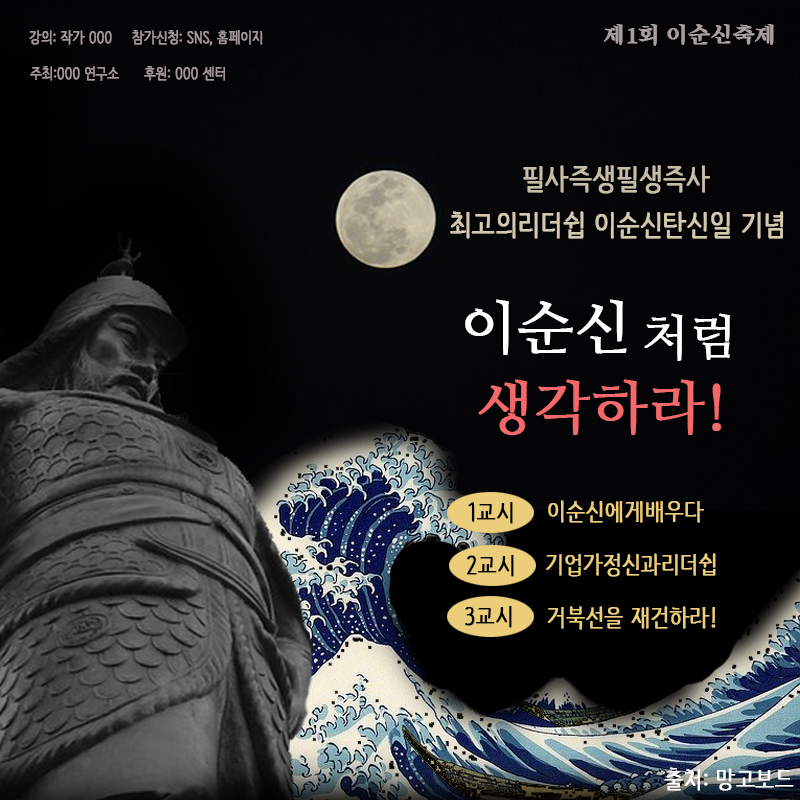 강의: 작가 OOO 참가신청: SNS, 홈페이지
제1회 이순신축제
주최:OOO 연구소 후원: OOO 센터
필사즉생필생즉사
최고의리더쉽 이순신탄신일 기념
이순신 처럼
생각하라!
1교시 이순신에게배우다
2교시 기업가정신과리더쉽
3교시 거북선을 재건하라!
출처: 망고보드